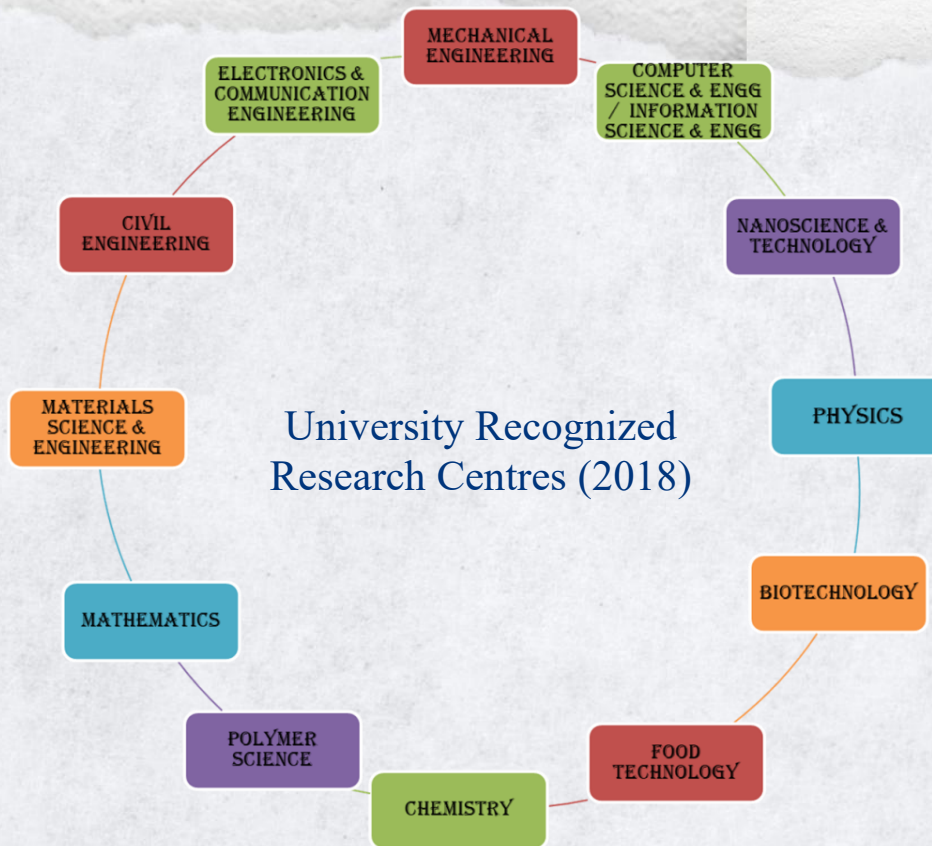 MECHANICAL
ENGINEERING
COMPUTER
SCIENCE & ENGG
/ INFORMATION
SCIENCE & ENGG
NANOSCIENCE &
TECHNOLOGY
PHYSICS
BIOTECHNOLOGY
FOOD
TECHNOLOGY
CHEMISTRY
POLYMER
SCIENCE
MATHEMATICS
MATERIALS
SCIENCE &
ENGINEERING
CIVIL
ENGINEERING
ELECTRONICS &
COMMUNICATION
ENGINEERING
University Recognized
Research Centres (2018)